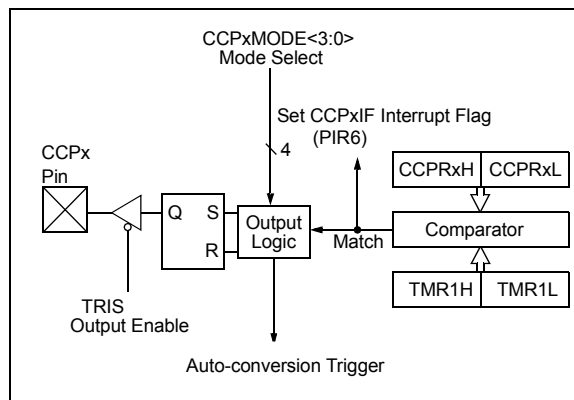 CCPxMODE<3:0>
Mode Select
Set CCPxIF Interrupt Flag
(PIR6)
4
CCPx
Pin
CCPRxH CCPRxL
Q S
R
Output
Logic
Match
Comparator
TMR1H TMR1L
TRIS
Output Enable
Auto-conversion Trigger